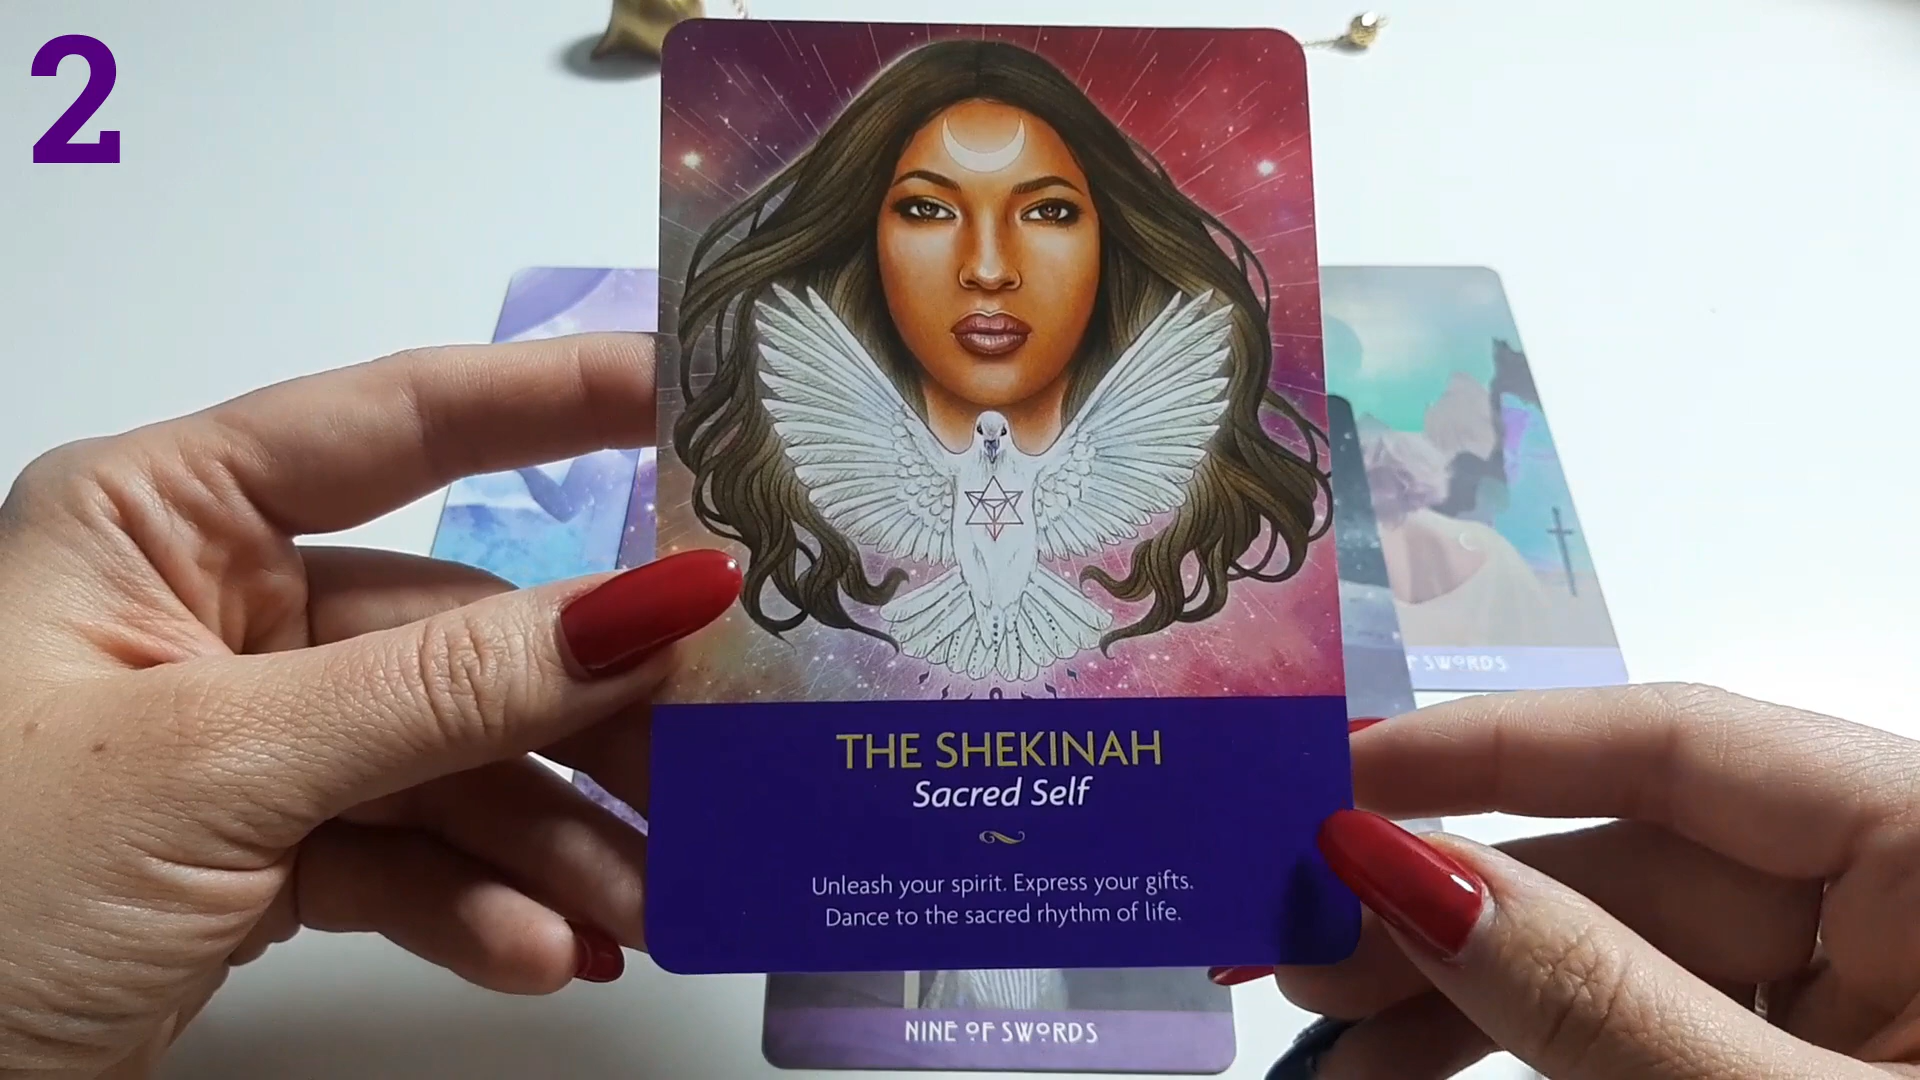 2
THE SHEKINAH
Sacred Self
Unleash your spirit. Express your gifts.
Dance to the sacred rhythm of life.
SWORDS
NINE OF SWORDS